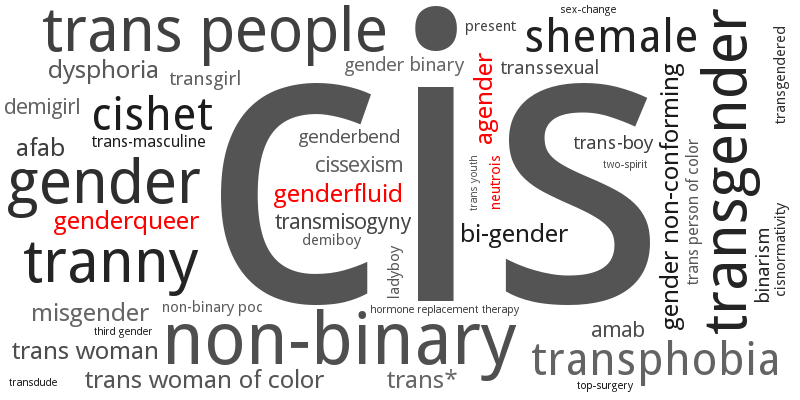 sex-change
trans people
present
shemale
dysphoria
transgirl
gender binary
transsexual
transgendered
demigirl
cishet
agender
gender non-conforming
transgender
trans-masculine
genderbend
trans-boy
afab
cissexism
cis
trans youth
neutrois
two-spirit
trans person of color
gender
genderfluid
genderqueer
transmisogyny
bi-gender
demiboy
tranny
ladyboy
binarism
cisnormativity
misgender
non-binary poc
hormone replacement therapy
third gender
non-binary
amab
trans woman
transphobia
transdude
trans woman of color
trans*
top-surgery